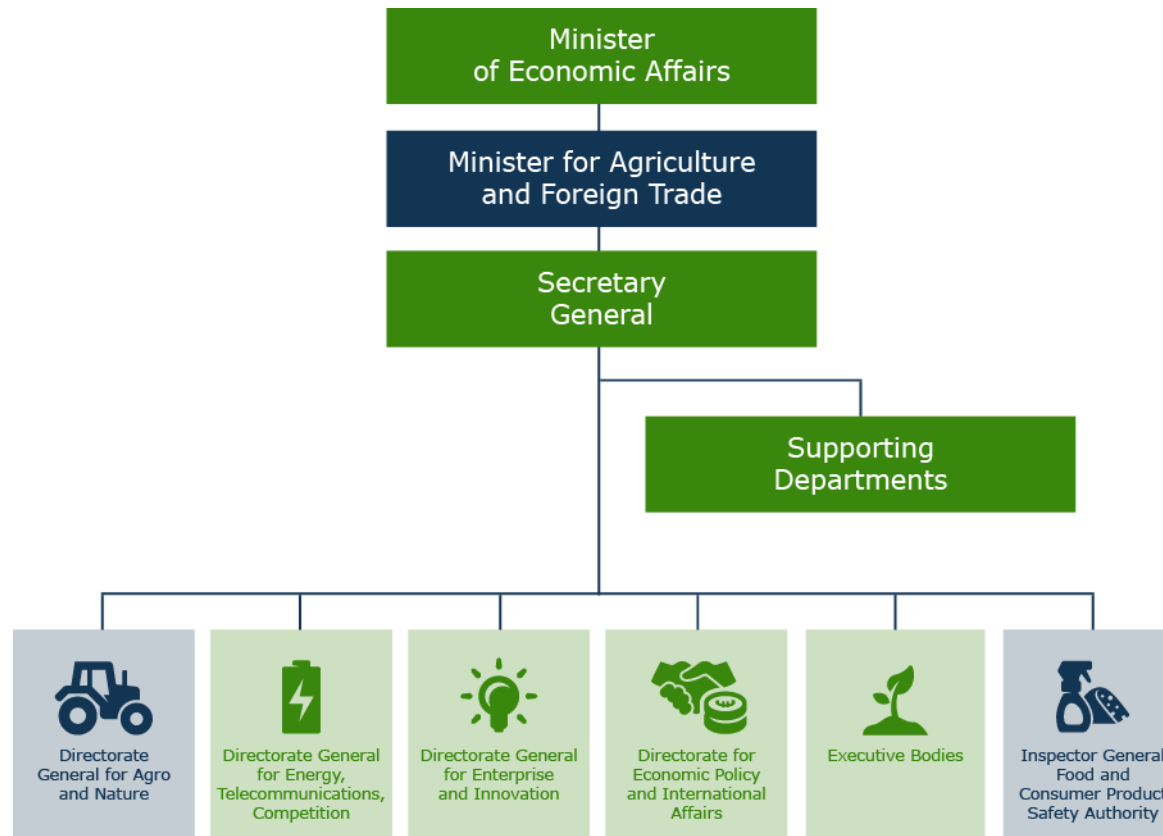 Minister
of Economic Affairs
Minister for Agriculture
and Foreign Trade
Secretary
General
Supporting
Departments
Directorate
General for Agro
and Nature
Directorate General
for Energy,
Telecommunications,
Competition
Directorate General
for Enterprise
and Innovation
Directorate for
Economic Policy
and International
Affairs
Executive Bodies
Inspector General
Food and
Consumer Product
Safety Authority